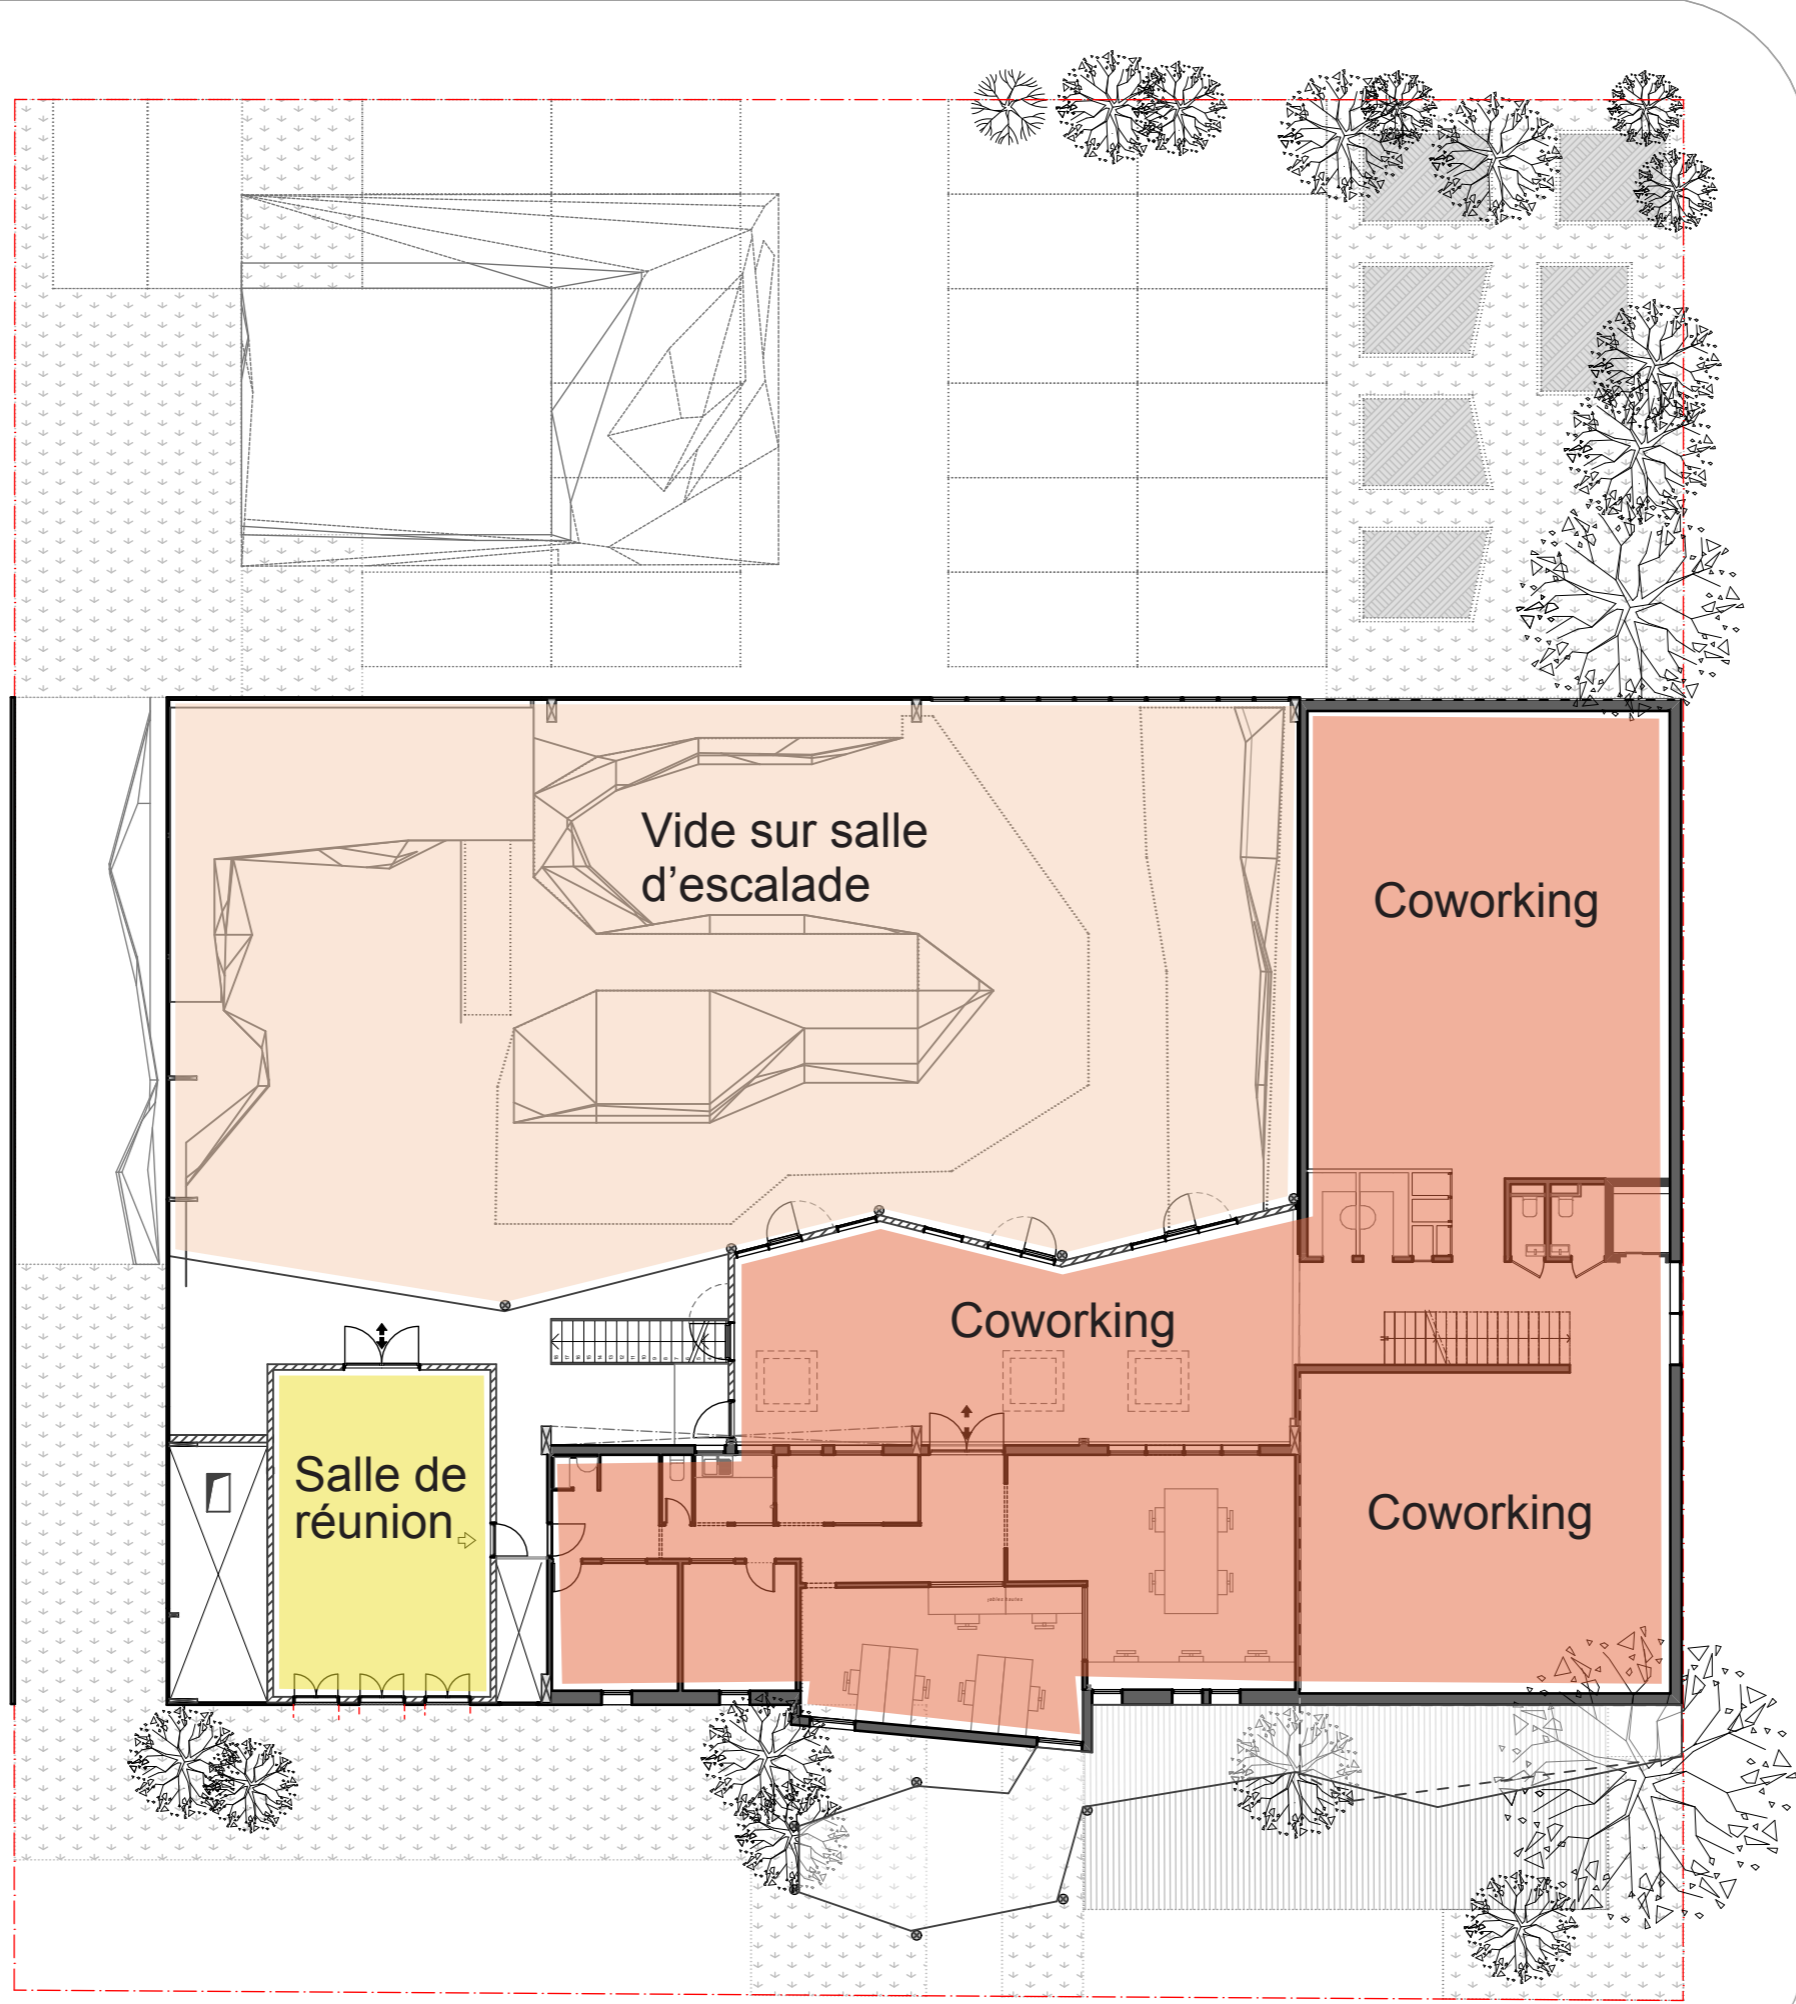 Vide sur salle
d’escalade
Coworking
Coworking
Salle de
réunion
Coworking